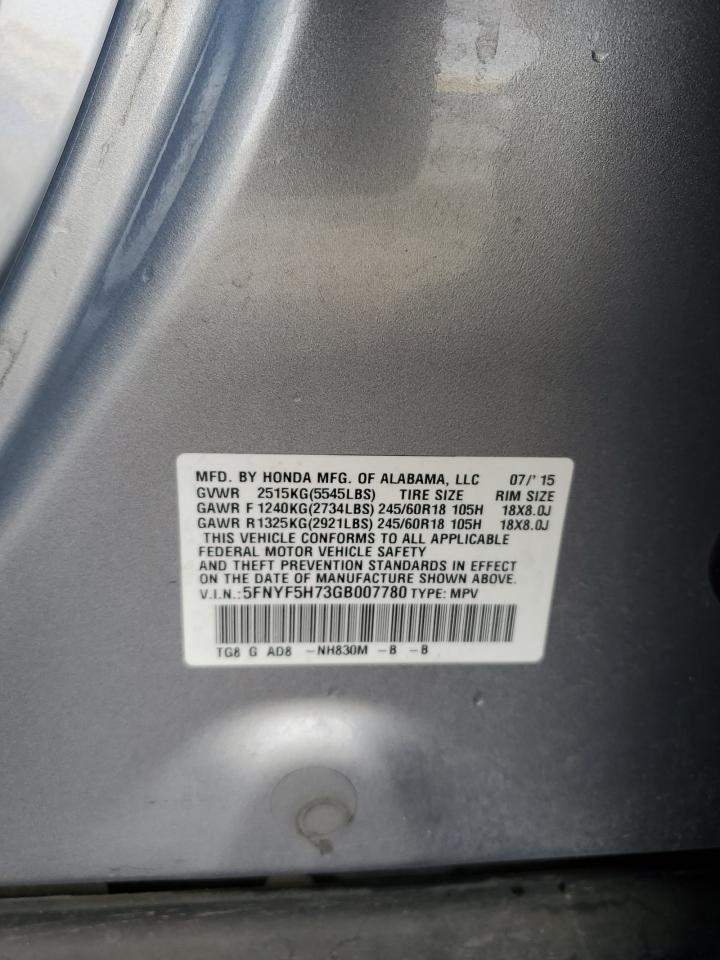 MFD. BY HONDA MFG. OF ALABAMA, LLC 07/'15
GVWR 2515KG(5545LBS) TIRE SIZE RIM SIZE
GAWR F 1240KG(2734LBS) 245/60R18 105H 18X8.0J
GAWR R 1325KG(2921LBS) 245/60R18 105H 18X8.0J
THIS VEHICLE CONFORMS TO ALL APPLICABLE
FEDERAL MOTOR VEHICLE SAFETY
AND THEFT PREVENTION STANDARDS IN EFFECT
ON THE DATE OF MANUFACTURE SHOWN ABOVE.
V.I.N.:5FNYF5H73GB007780 TYPE: MPV
TG8 G AD8 -NH830M -B -B